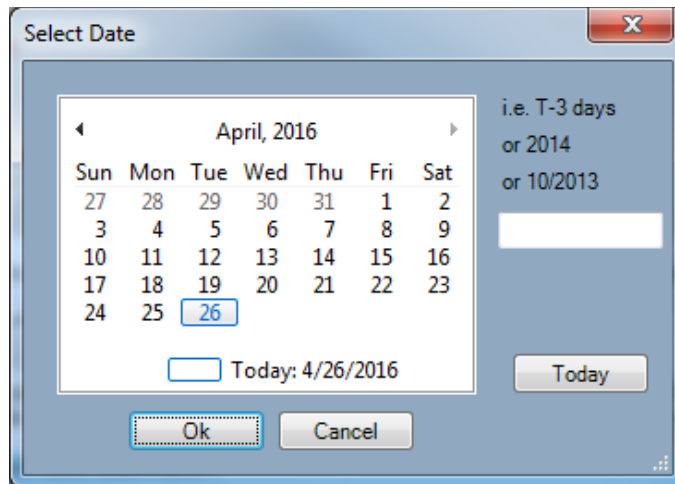 Select Date
April, 2016
Sun Mon Tue Wed Thu Fri Sat
27 28 29 30 31 1 2
3 4 5 6 7 8 9
10 11 12 13 14 15 16
17 18 19 20 21 22 23
24 25 26
Today: 4/26/2016
i.e. T-3 days
or 2014
or 10/2013
Today
Ok Cancel